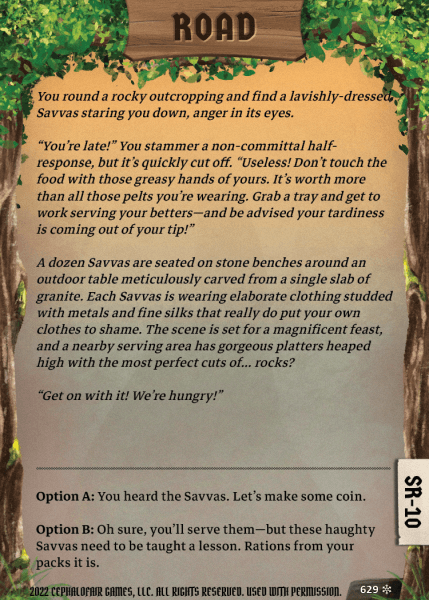 ROAD
You round a rocky outcropping and find a lavishly-dressed
Savvas staring you down, anger in its eyes.
“You’re late!” You stammer a non-committal half-
response, but it’s quickly cut off. “Useless! Don’t touch the
food with those greasy hands of yours. It’s worth more
than all those pelts you’re wearing. Grab a tray and get to
work serving your betters—and be advised your tardiness
is coming out of your tip!”
A dozen Savvas are seated on stone benches around an
outdoor table meticulously carved from a single slab of
granite. Each Savvas is wearing elaborate clothing studded
with metals and fine silks that really do put your own
clothes to shame. The scene is set for a magnificent feast,
and a nearby serving area has gorgeous platters heaped
high with the most perfect cuts of... rocks?
“Get on with it! We’re hungry!”
Option A: You heard the Savvas. Let’s make some coin.
Option B: Oh sure, you’ll serve them—but these haughty
Savvas need to be taught a lesson. Rations from your
packs it is.
SR-10
2022 CEPHALOFAIR GAMES, LLC. ALL RIGHTS RESERVED. USED WITH PERMISSION.
629